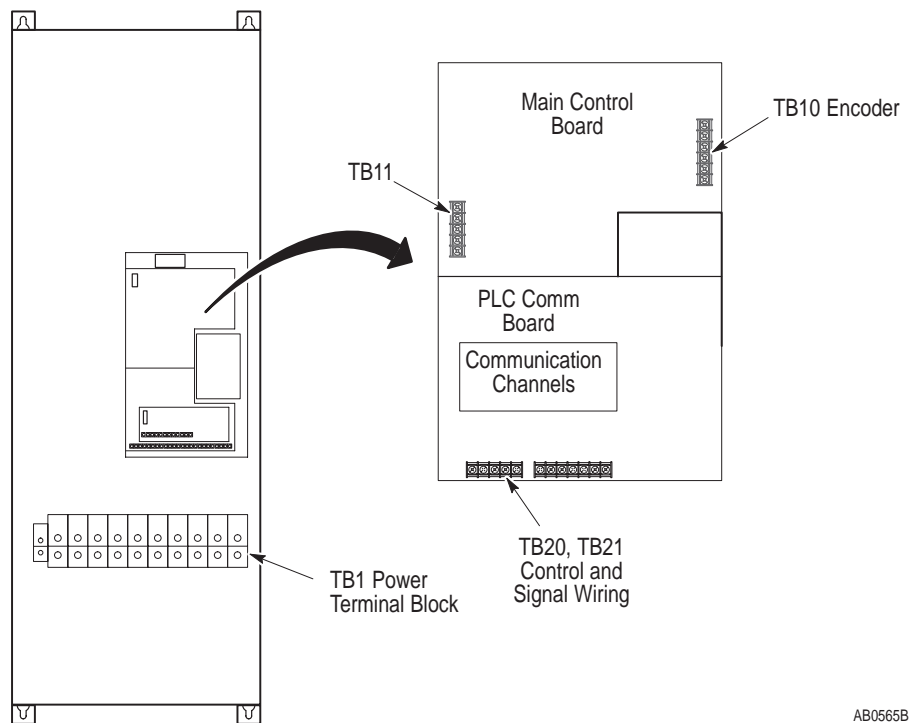 Main Control
Board
TB10 Encoder
TB11
PLC Comm
Board
Communication
Channels
TB20, TB21
Control and
Signal Wiring
TB1 Power
Terminal Block
AB0565B